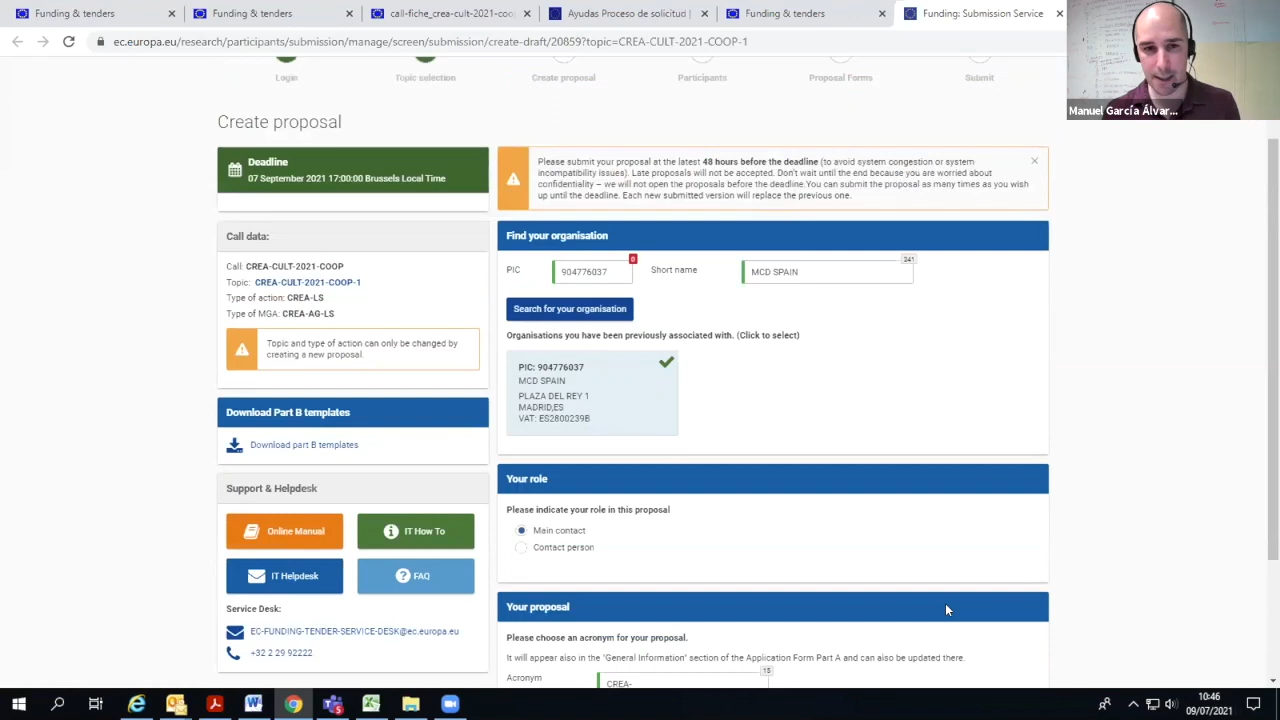 Funding & tenders
Funding & tenders
-crea-cult-2021-coo
Ayudas Proceso de solicitud |
Funding & tenders
Funding: Submission Service
ec.europa.eu/research/participants/submission/manage/
submission/create-draft/20859?topic=CREA-CULT-2021-COOP-1
Manuel García Álvar...
Login
Topic selection
Create proposal
Participants
Proposal Forms
Submit
Create proposal
Deadline
07 September 2021 17:00:00 Brussels Local Time
Call data:
Call: CREA-CULT-2021-COOP
Topic: CREA-CULT-2021-COOP-1
Type of action: CREA-LS
Type of MGA: CREA-AG-LS
Topic and type of action can only be changed by
creating a new proposal.
Download Part B templates
Download part B templates
Support & Helpdesk
Online Manual
IT How To
IT Helpdesk
FAQ
Service Desk:
EC-FUNDING-TENDER-SERVICE-DESK@ec.europa.eu
+32 2 29 92222
Please submit your proposal at the latest 48 hours before the deadline (to avoid system congestion or system
incompatibility issues). Late proposals will not be accepted. Don't wait until the end because you are worried about
confidentiality – we will not open the proposals before the deadline.You can submit the proposal as many times as you wish
up until the deadline. Each new submitted version will replace the previous one.
Find your organisation
PIC
904776037
0
Short name
MCD SPAIN
241
Search for your organisation
Organisations you have been previously associated with. (Click to select)
PIC: 904776037
MCD SPAIN
PLAZA DEL REY 1
MADRID,ES
VAT: ES2800239B
Your role
Please indicate your role in this proposal
Main contact
Contact person
Your proposal
Please choose an acronym for your proposal.
It will appear also in the "General Information" section of the Application Form Part A and can also be updated there.
Acronym
CREA-
15
10:46
09/07/2021